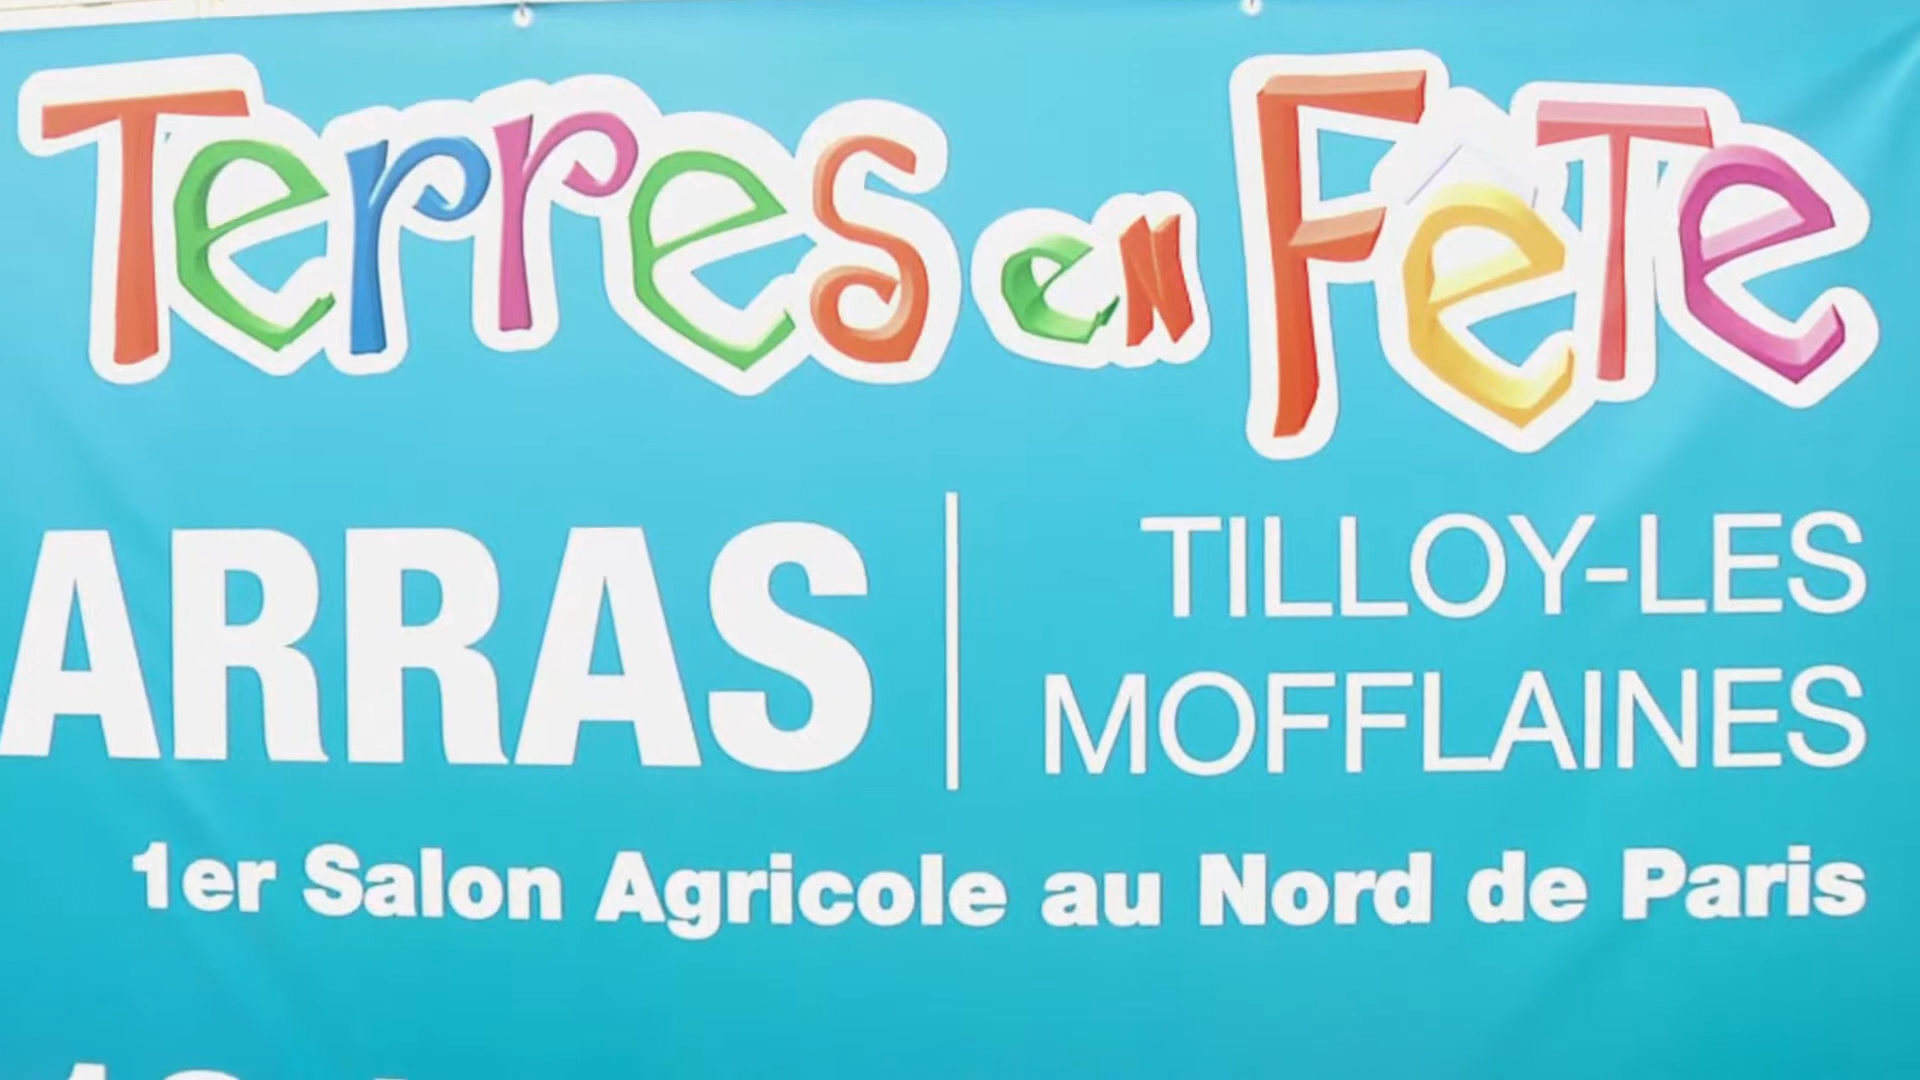 Terres en Fête
ARRAS
TILLOY-LES
MOFFLAINES
1er Salon Agricole au Nord de Paris